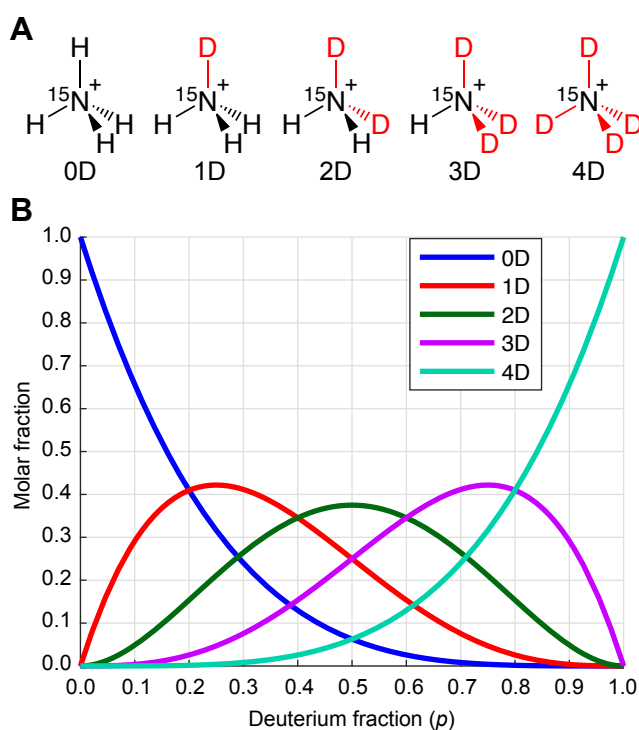 A
H D D D D
15N+ 15N+ 15N+ 15N+ 15N+
H H H H H H H D H D D D
H H H D D
0D 1D 2D 3D 4D
B
1.0
0.9
0.8
0.7
0.6
0.5
0.4
0.3
0.2
0.1
0.0
Molar fraction
0D
1D
2D
3D
4D
0.0 0.1 0.2 0.3 0.4 0.5 0.6 0.7 0.8 0.9 1.0
Deuterium fraction (p)